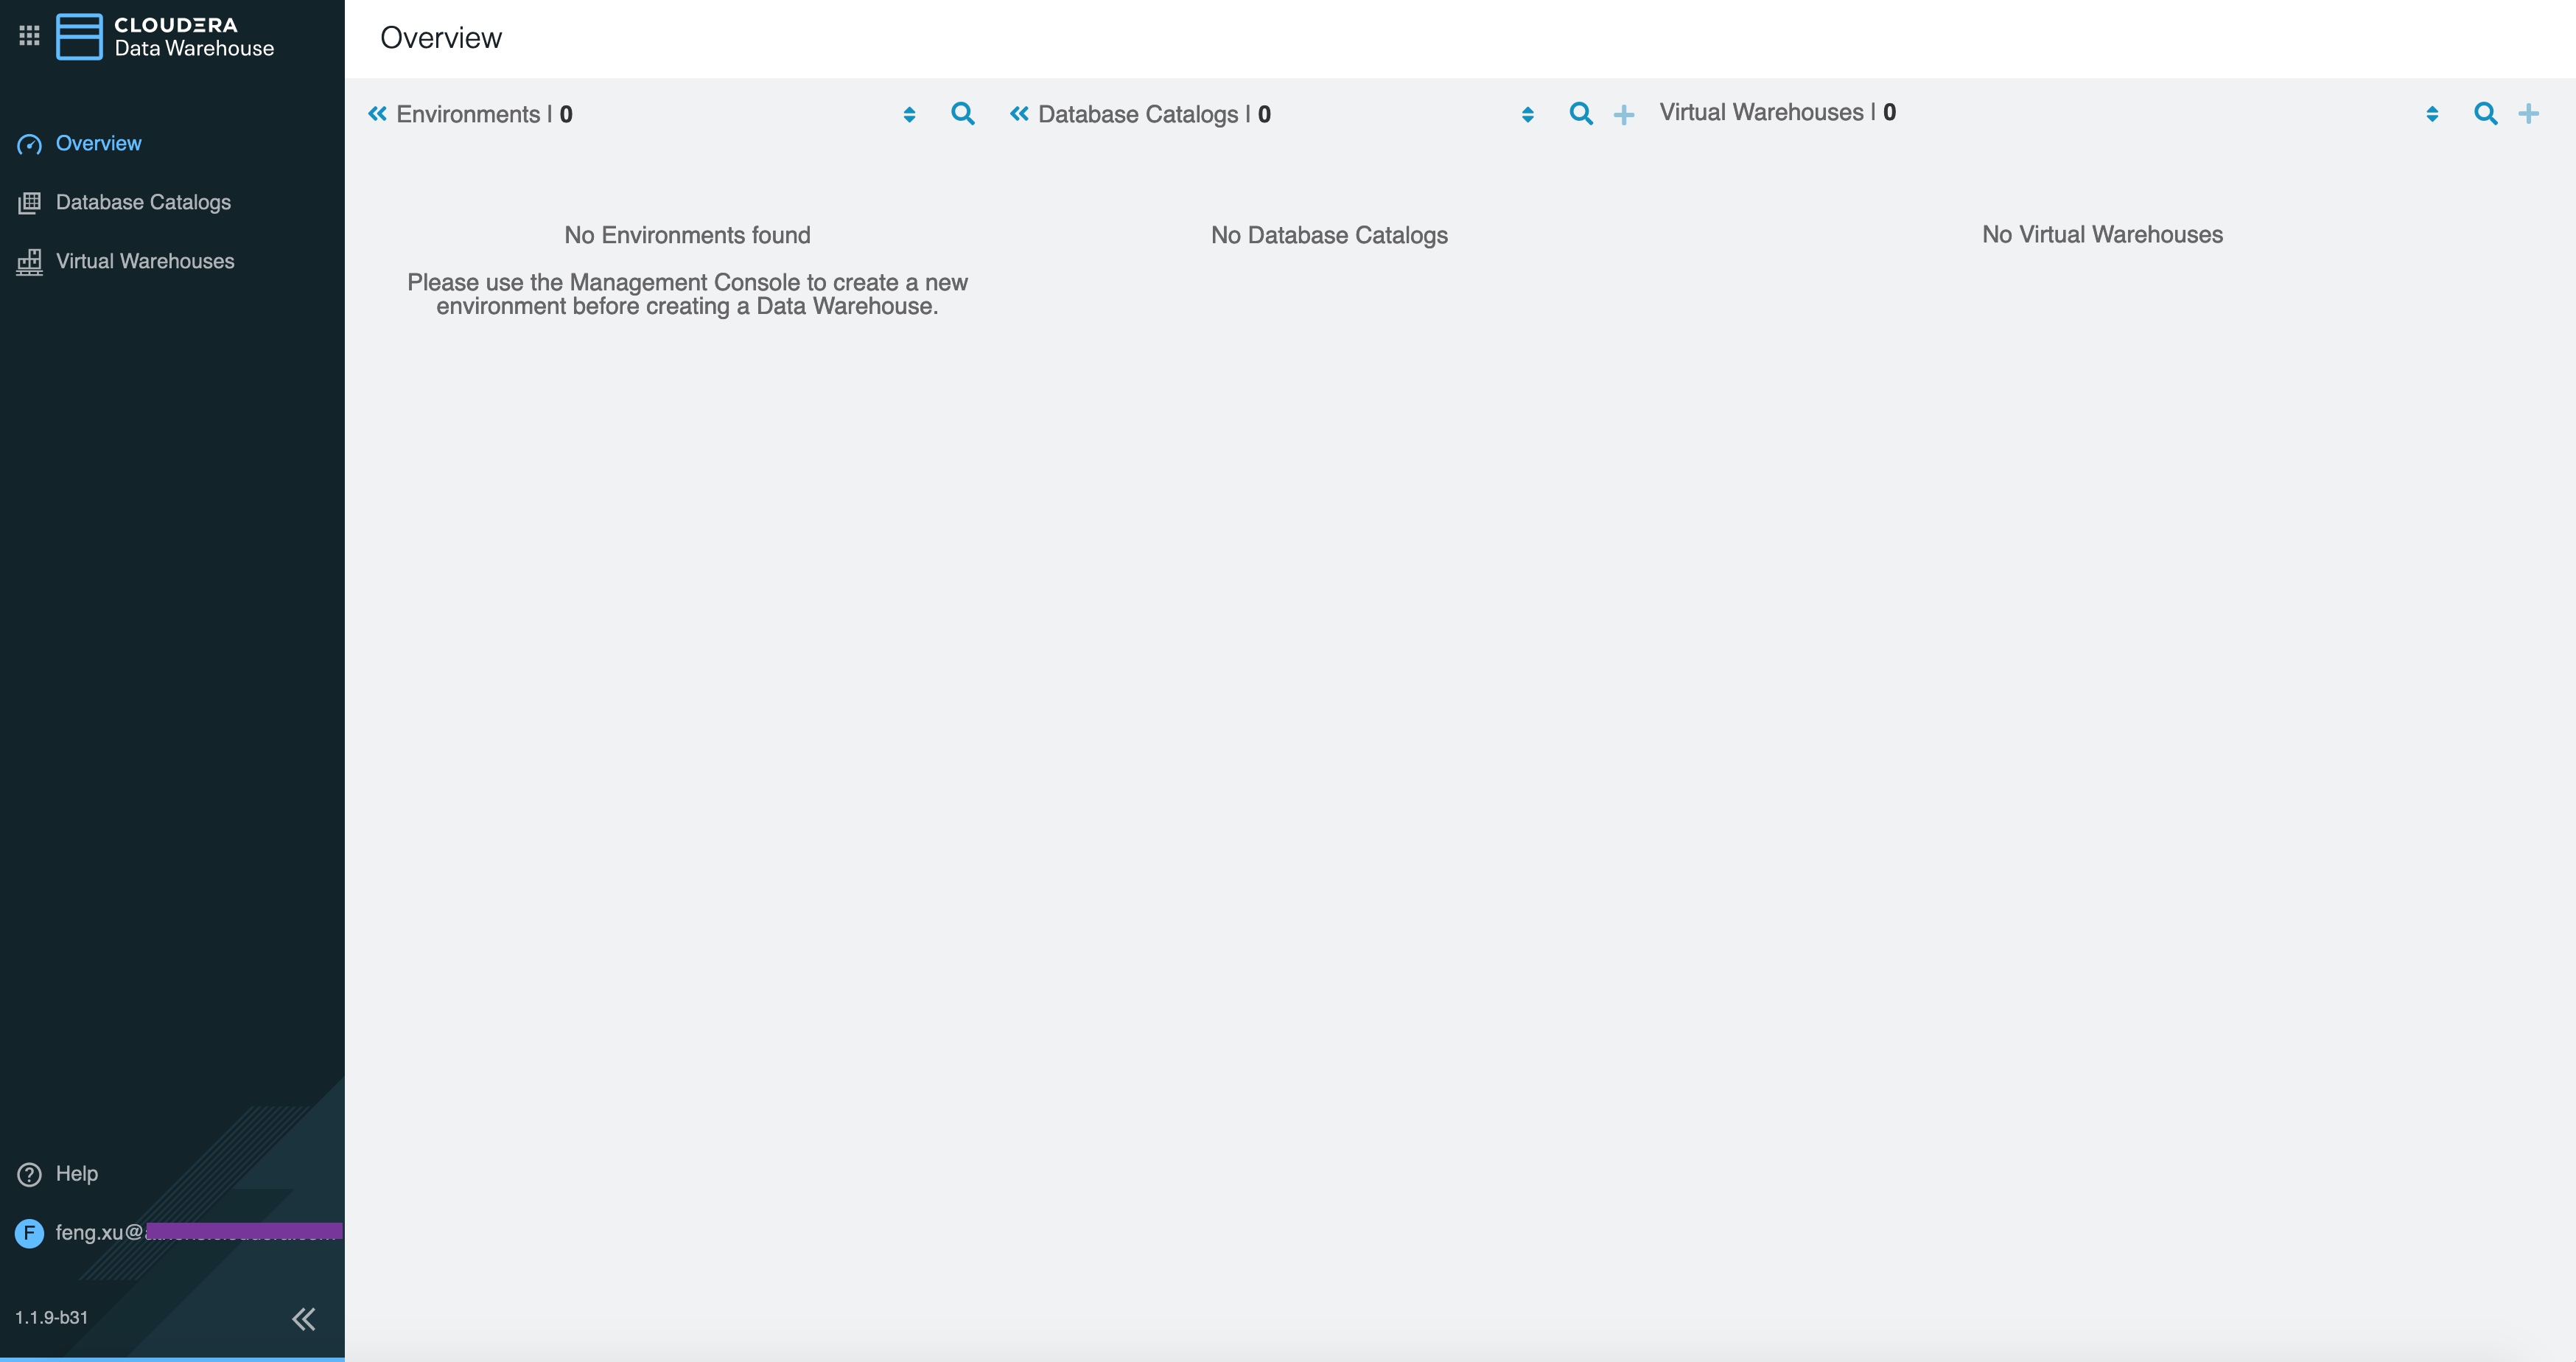 CLOUDERA
Data Warehouse
Overview
Database Catalogs
Virtual Warehouses
Help
F
feng.xu@
1.1.9-b31
Overview
Environments | 0
Database Catalogs | 0
Virtual Warehouses | 0
No Environments found
Please use the Management Console to create a new
environment before creating a Data Warehouse.
No Database Catalogs
No Virtual Warehouses